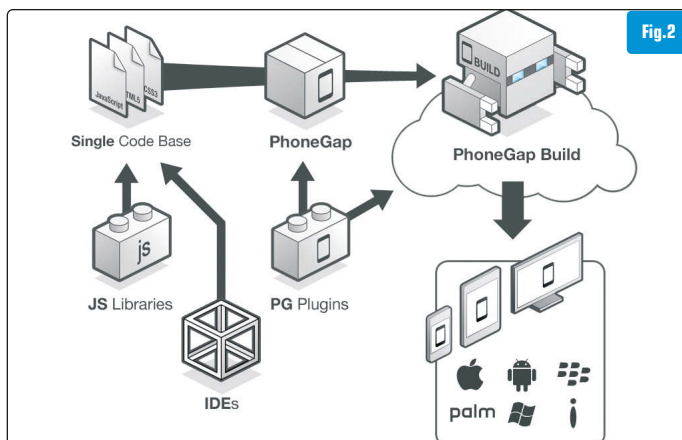 Fig.2
JavaScript
HTML5
CSS3
BUILD
Single Code Base
PhoneGap
PhoneGap Build
js
JS Libraries
PG Plugins
IDEs
palm